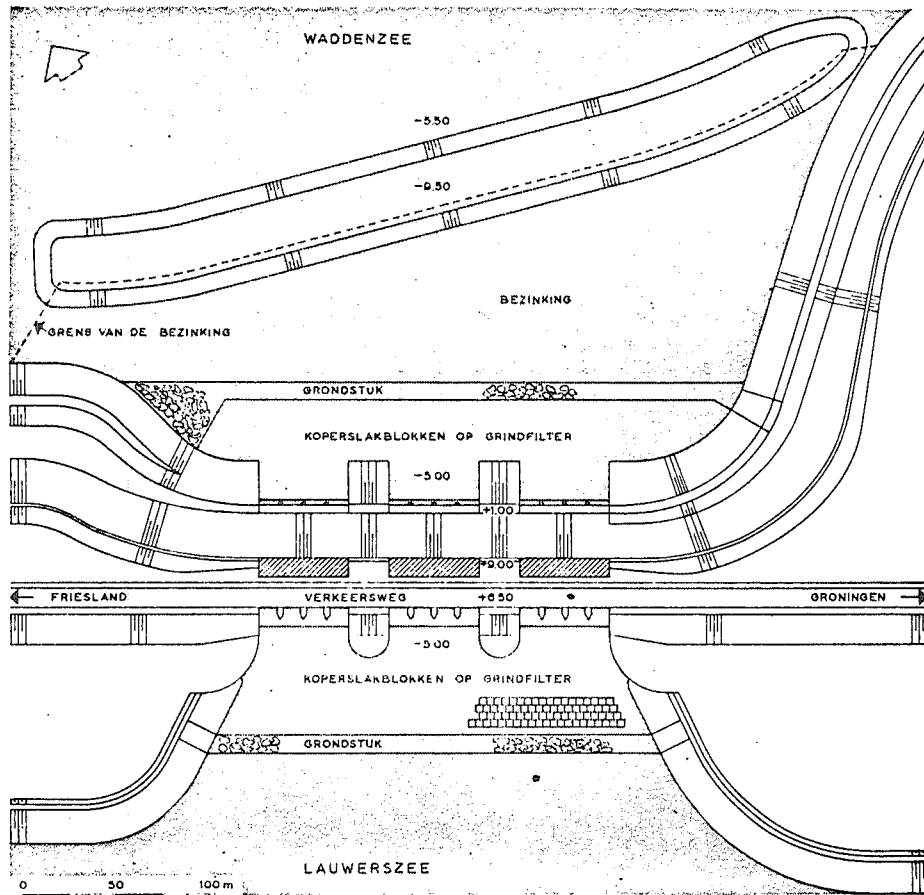 WADDENZEE
-5.50
-9.50
BEZINKING
GRENS VAN DE BEZINKING
GRONDSTUK
KOPERSLAKBLOKKEN OP GRINDFILTER
-5.00
+1.00
+9.00
FRIESLAND VERKEERSWEG +6.50 GRONINGEN
-5.00
KOPERSLAKBLOKKEN OP GRINDFILTER
GRONDSTUK
LAUWERSZEE
0 50 100 m